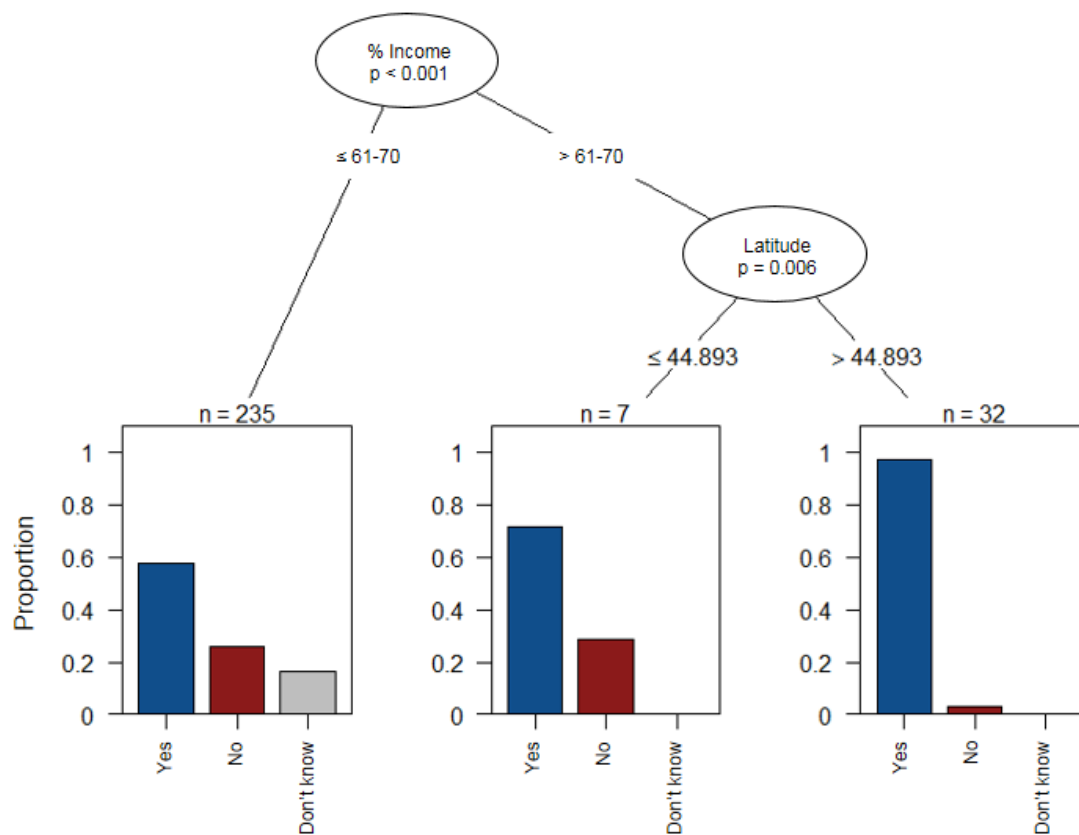 % Income
p < 0.001
≤ 61-70
> 61-70
Latitude
p = 0.006
≤ 44.893
> 44.893
n = 235
n = 7
n = 32
Proportion
1
0.8
0.6
0.4
0.2
0
Yes
No
Don't know
1
0.8
0.6
0.4
0.2
0
Yes
No
Don't know
1
0.8
0.6
0.4
0.2
0
Yes
No
Don't know